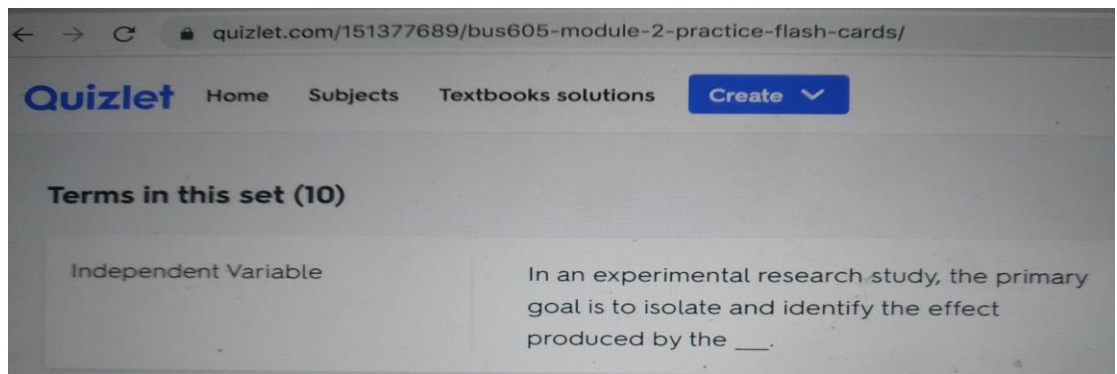 quizlet.com/151377689/bus605-module-2-practice-flash-cards/
Quizlet Home Subjects Textbooks solutions Create
Terms in this set (10)
Independent Variable
In an experimental research study, the primary
goal is to isolate and identify the effect
produced by the ___.